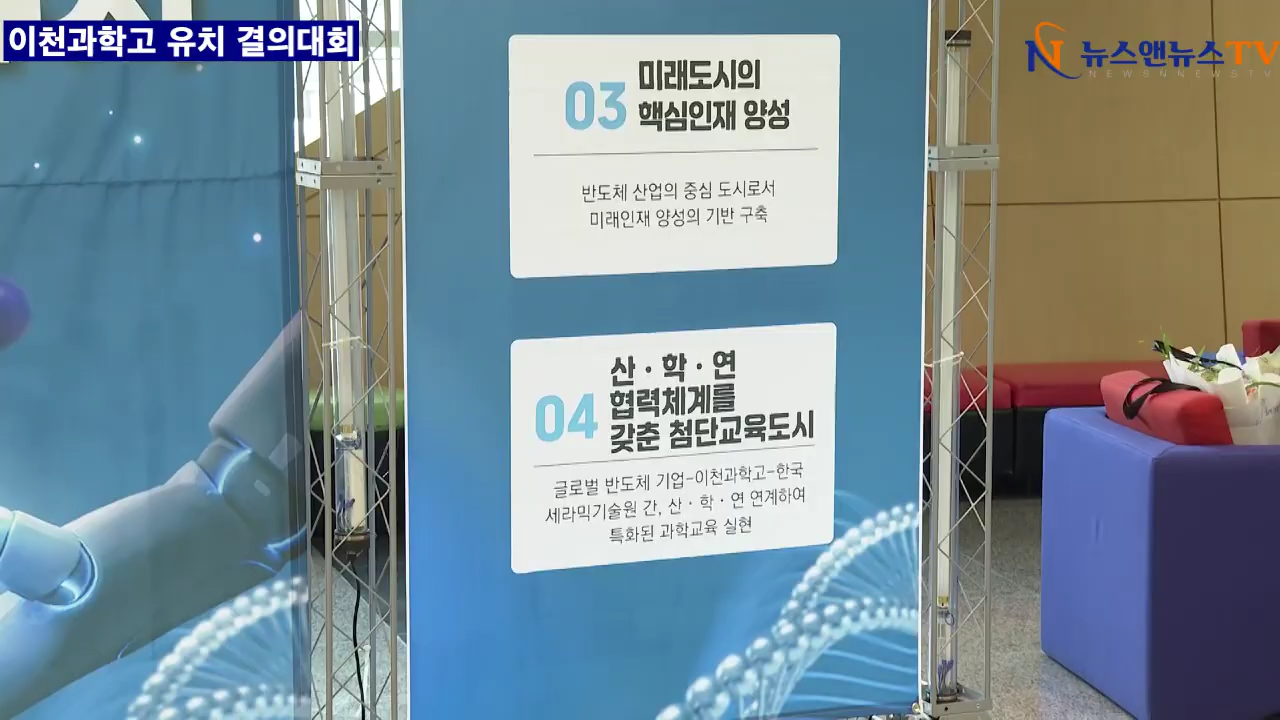 이천과학고 유치 결의대회
뉴스앤뉴스TV
NEWSNNEWSTV
03
미래도시의
핵심인재 양성
반도체 산업의 중심 도시로서
미래인재 양성의 기반 구축
04
산·학·연
협력체계를
갖춘 첨단교육도시
글로벌 반도체 기업-이천과학고-한국
세라믹기술원 간, 산·학·연 연계하여
특화된 과학교육 실현